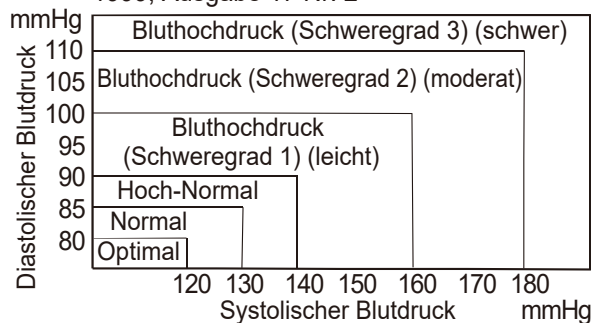 mmHg
Bluthochdruck (Schweregrad 3) (schwer)
110
105
Bluthochdruck (Schweregrad 2) (moderat)
100
Bluthochdruck
95
(Schweregrad 1) (leicht)
90
Hoch-Normal
85
Normal
80
Optimal
Diastolischer Blutdruck
120 130 140 150 160 170 180
Systolischer Blutdruck mmHg